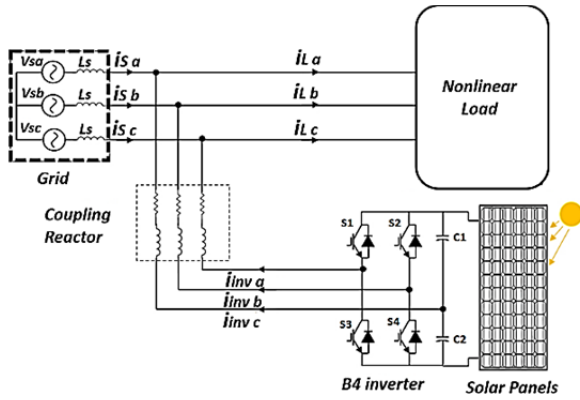 Vsa Ls iS a iL a
Vsb Ls iS b iL b
Vsc Ls iS c iL c
Grid
Nonlinear
Load
Coupling
Reactor
S1 S2 C1
iinv a
iinv b
iinv c
S3 S4 C2
B4 inverter Solar Panels